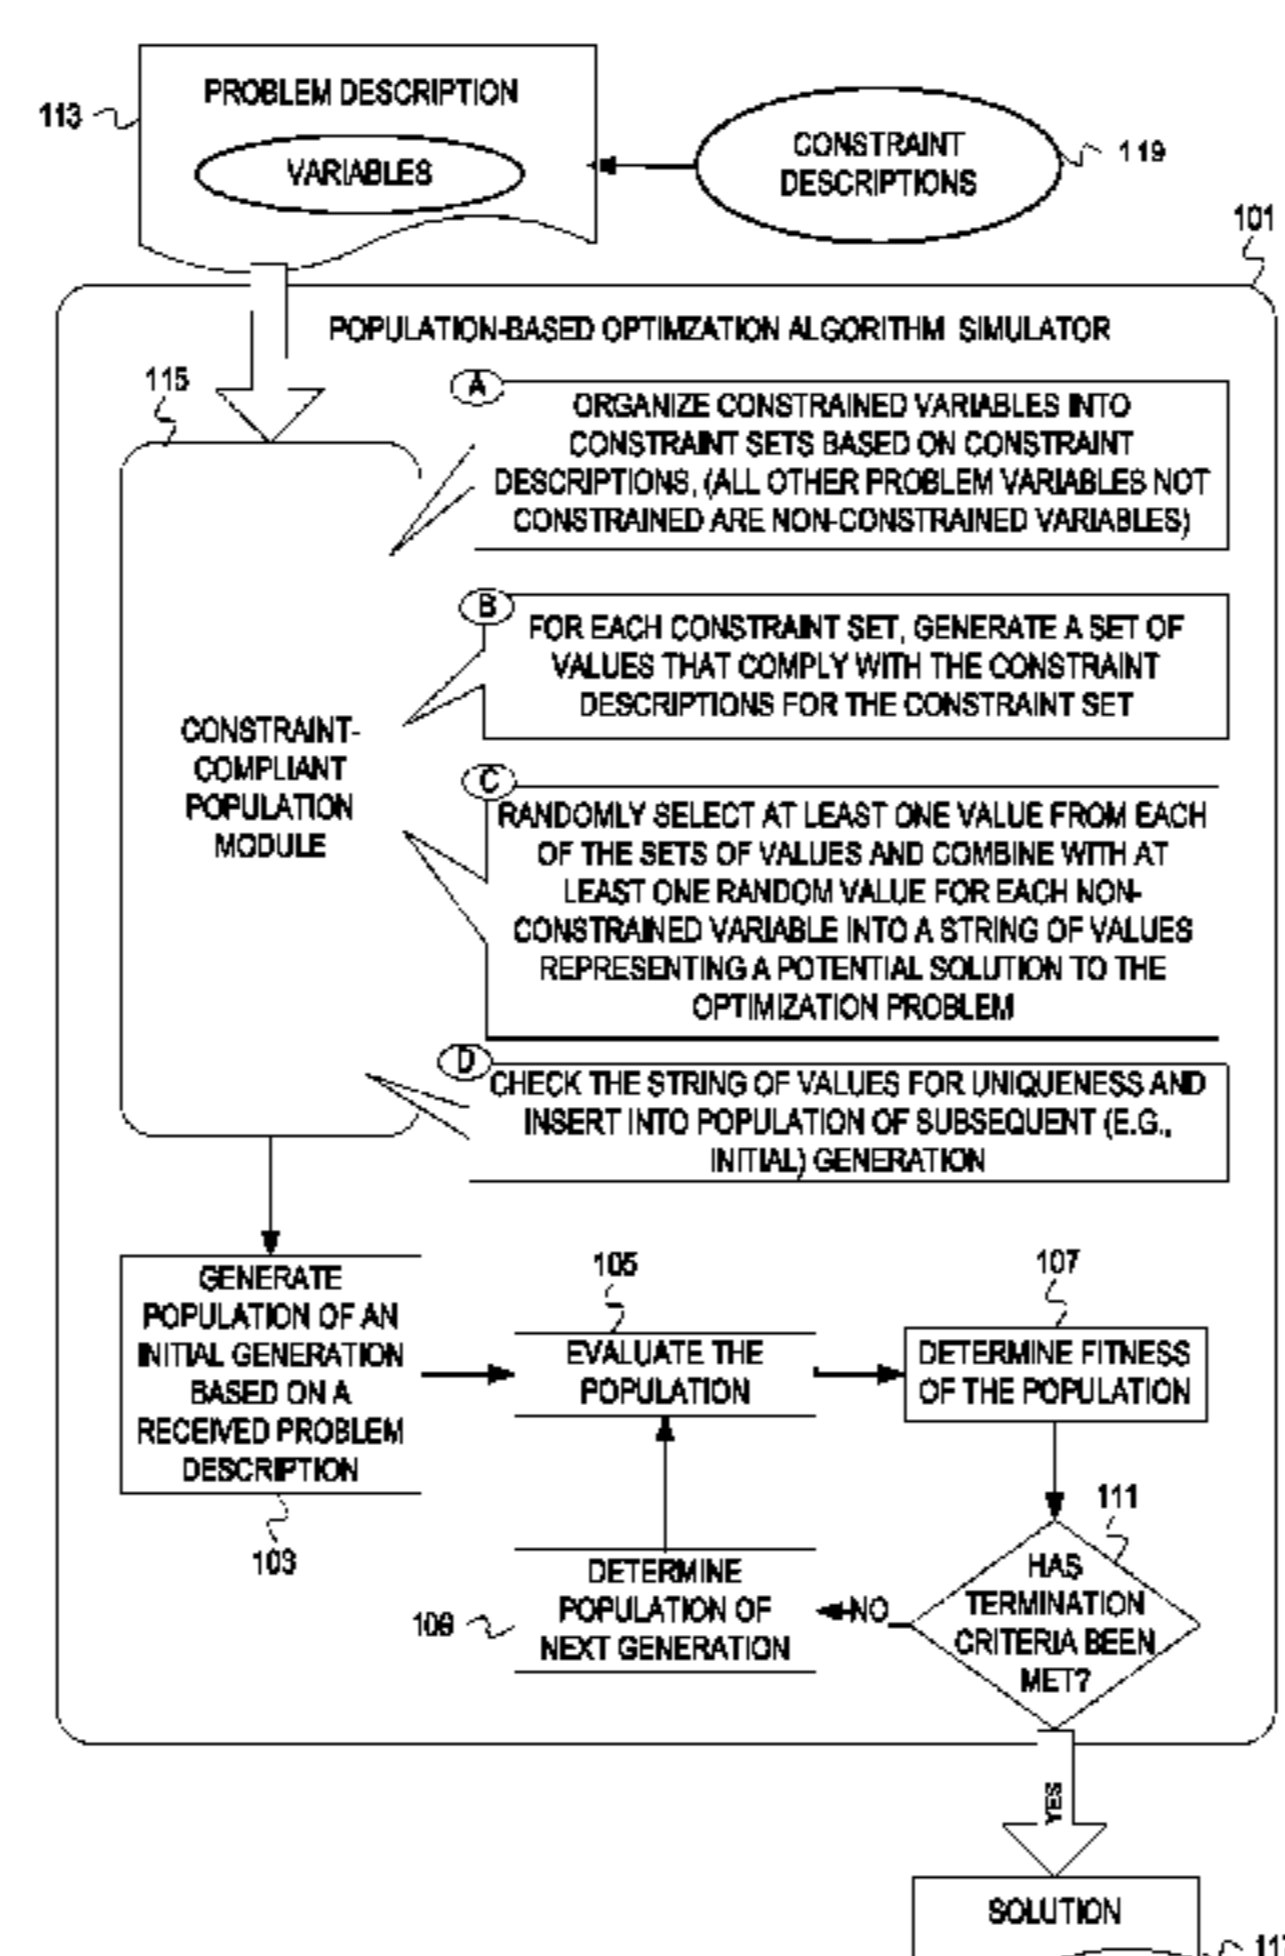 PROBLEM DESCRIPTION
VARIABLES
113
CONSTRAINT
DESCRIPTIONS
119
101
POPULATION-BASED OPTIMZATION ALGORITHM SIMULATOR
115
A
ORGANIZE CONSTRAINED VARIABLES INTO
CONSTRAINT SETS BASED ON CONSTRAINT
DESCRIPTIONS, (ALL OTHER PROBLEM VARIABLES NOT
CONSTRAINED ARE NON-CONSTRAINED VARIABLES)
B
FOR EACH CONSTRAINT SET, GENERATE A SET OF
VALUES THAT COMPLY WITH THE CONSTRAINT
DESCRIPTIONS FOR THE CONSTRAINT SET
CONSTRAINT-
COMPLIANT
POPULATION
MODULE
C
RANDOMLY SELECT AT LEAST ONE VALUE FROM EACH
OF THE SETS OF VALUES AND COMBINE WITH AT
LEAST ONE RANDOM VALUE FOR EACH NON-
CONSTRAINED VARIABLE INTO A STRING OF VALUES
REPRESENTING A POTENTIAL SOLUTION TO THE
OPTIMIZATION PROBLEM
D
CHECK THE STRING OF VALUES FOR UNIQUENESS AND
INSERT INTO POPULATION OF SUBSEQUENT (E.G.,
INITIAL) GENERATION
GENERATE
POPULATION OF AN
INITIAL GENERATION
BASED ON A
RECEIVED PROBLEM
DESCRIPTION
103
105
EVALUATE THE
POPULATION
107
DETERMINE FITNESS
OF THE POPULATION
111
HAS
TERMINATION
CRITERIA BEEN
MET?
NO
109
DETERMINE
POPULATION OF
NEXT GENERATION
YES
SOLUTION